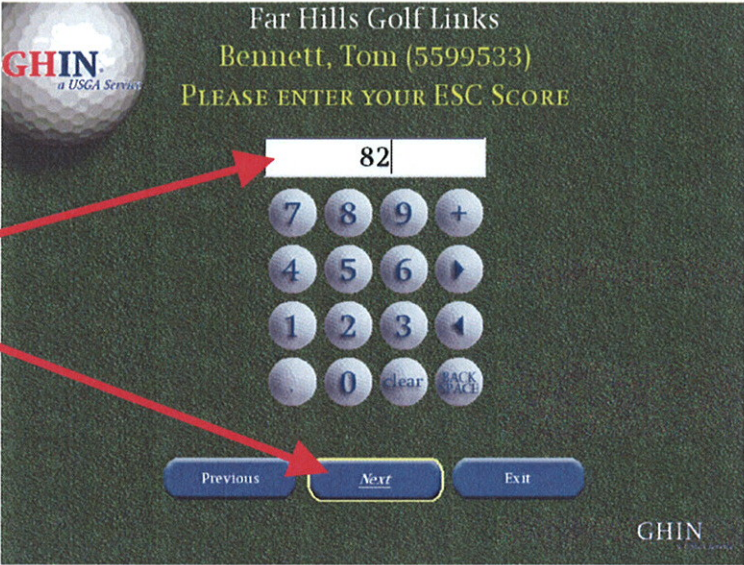 Far Hills Golf Links
Bennett, Tom (5599533)
PLEASE ENTER YOUR ESC SCORE
GHIN
a USGA Service
82
7 8 9 +
4 5 6
1 2 3
. 0 clear BACK SPACE
Previous Next Exit
GHIN